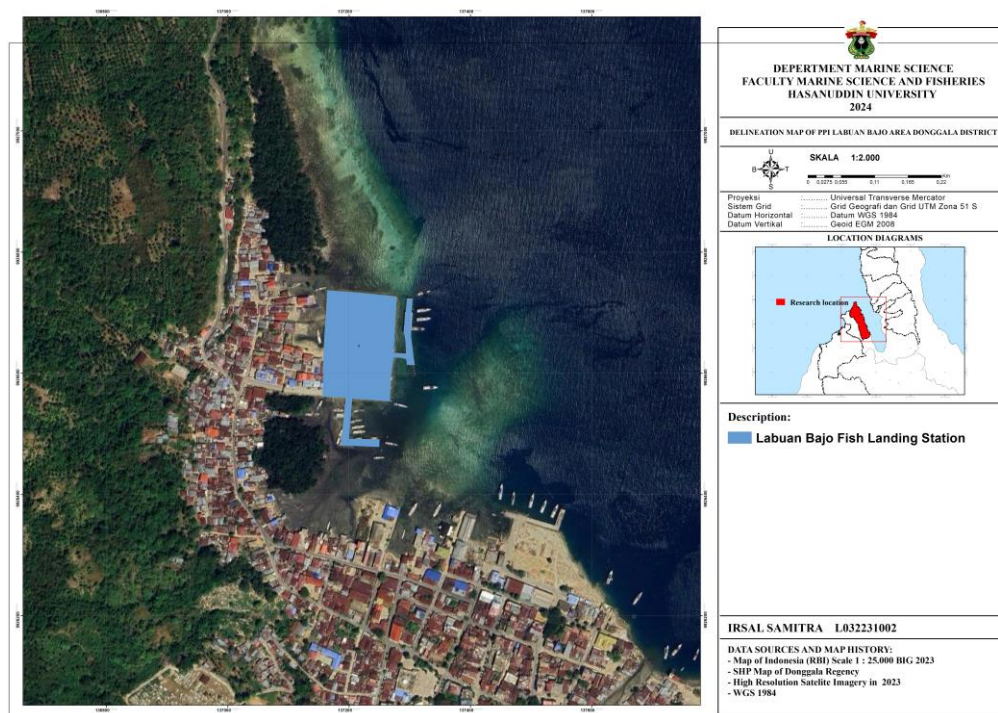 DEPERTMENT MARINE SCIENCE
FACULTY MARINE SCIENCE AND FISHERIES
HASANUDDIN UNIVERSITY
2024
DELINEATION MAP OF PPI LABUAN BAJO AREA DONGGALA DISTRICT
U
B T
S
SKALA 1:2.000
Km
0 0,0275 0,055 0,11 0,165 0,22
Proyeksi :.......... Universal Transverse Mercator
Sistem Grid :.......... Grid Geografi dan Grid UTM Zona 51 S
Datum Horizontal :.......... Datum WGS 1984
Datum Vertikal :.......... Geoid EGM 2008
LOCATION DIAGRAMS
Research location
Description:
Labuan Bajo Fish Landing Station
IRSAL SAMITRA L032231002
DATA SOURCES AND MAP HISTORY:
- Map of Indonesia (RBI) Scale 1 : 25.000 BIG 2023
- SHP Map of Donggala Regency
- High Resolution Satelite Imagery in 2023
- WGS 1984